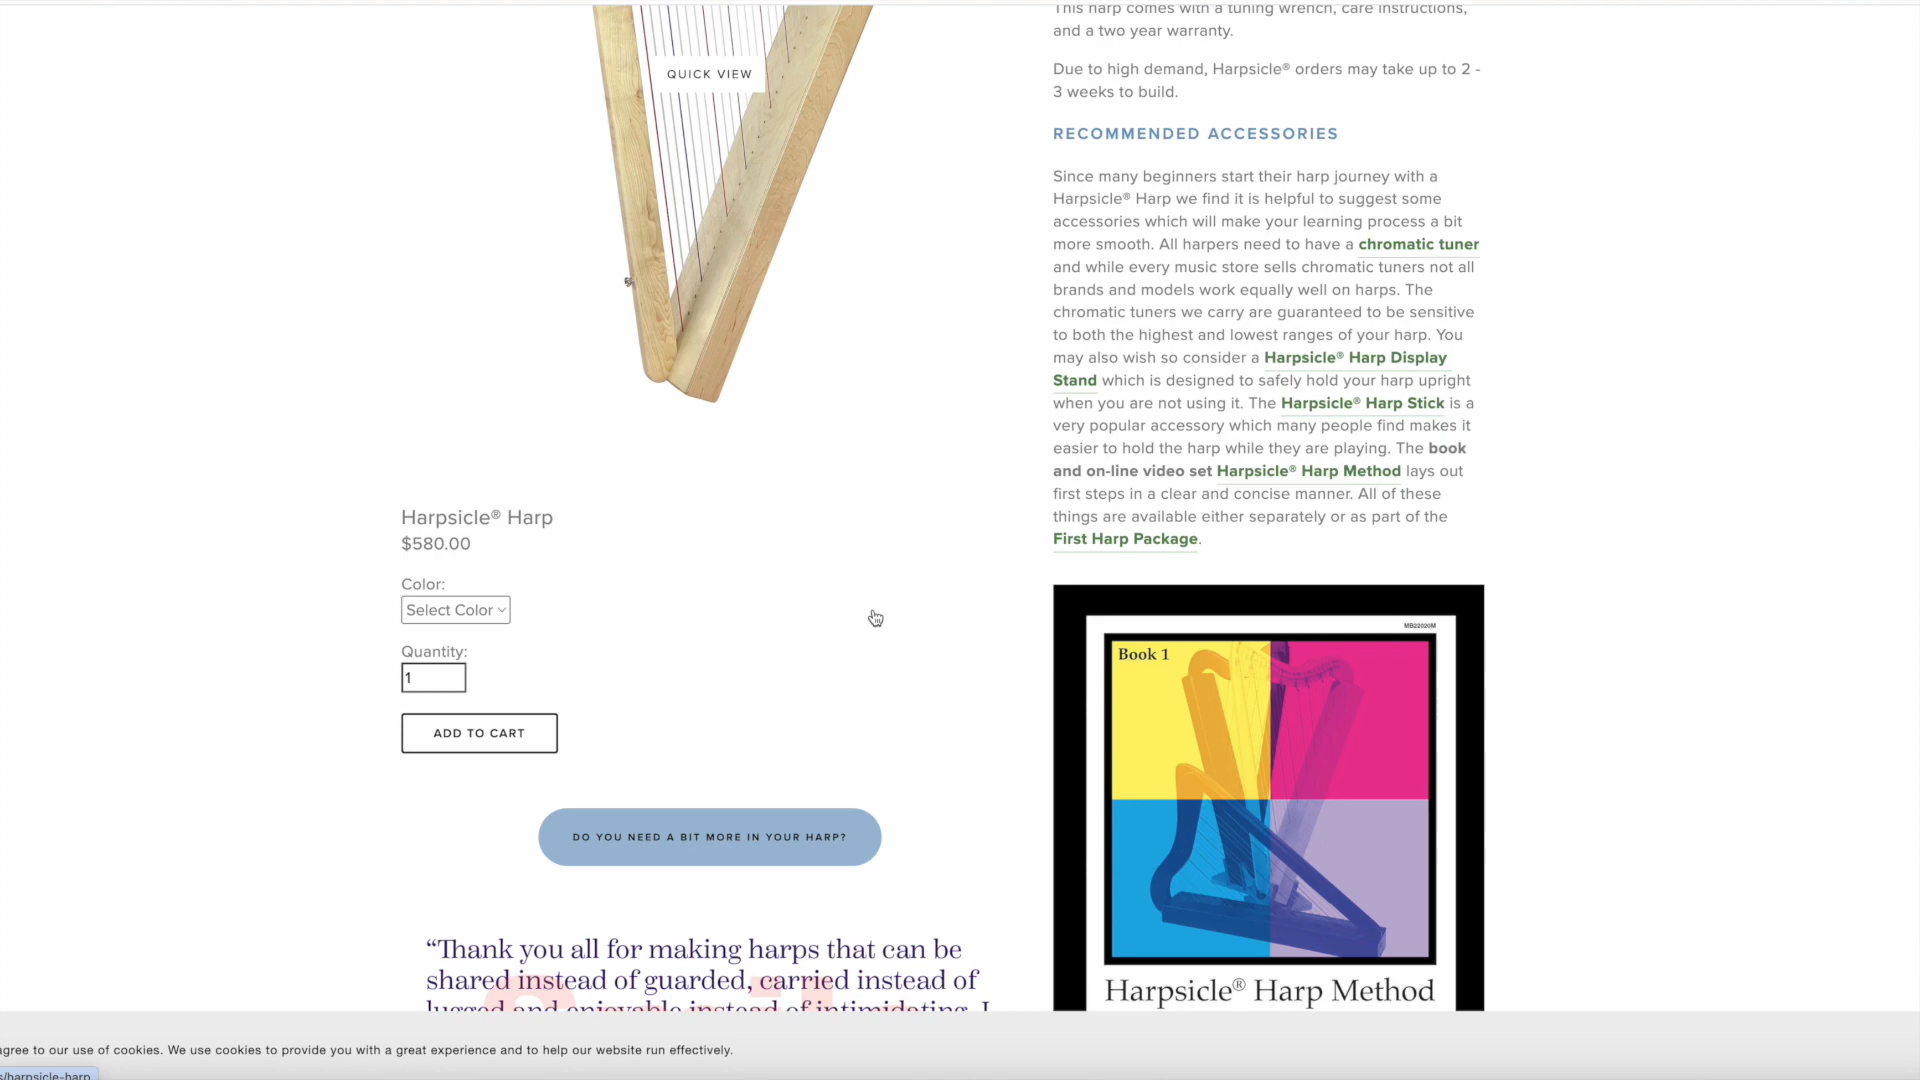 This harp comes with a tuning wrench, care instructions,
and a two year warranty.
Due to high demand, Harpsicle® orders may take up to 2 -
3 weeks to build.
RECOMMENDED ACCESSORIES
Since many beginners start their harp journey with a
Harpsicle® Harp we find it is helpful to suggest some
accessories which will make your learning process a bit
more smooth. All harpers need to have a chromatic tuner
and while every music store sells chromatic tuners not all
brands and models work equally well on harps. The
chromatic tuners we carry are guaranteed to be sensitive
to both the highest and lowest ranges of your harp. You
may also wish so consider a Harpsicle® Harp Display
Stand which is designed to safely hold your harp upright
when you are not using it. The Harpsicle® Harp Stick is a
very popular accessory which many people find makes it
easier to hold the harp while they are playing. The book
and on-line video set Harpsicle® Harp Method lays out
first steps in a clear and concise manner. All of these
things are available either separately or as part of the
First Harp Package.
QUICK VIEW
Harpsicle® Harp
$580.00
Color:
Select Color
Quantity:
1
ADD TO CART
DO YOU NEED A BIT MORE IN YOUR HARP?
“Thank you all for making harps that can be
shared instead of guarded, carried instead of
lugged and enjoyable instead of intimidating. I
MB22020M
Book 1
Harpsicle® Harp Method
agree to our use of cookies. We use cookies to provide you with a great experience and to help our website run effectively.
s/harpsicle-harp